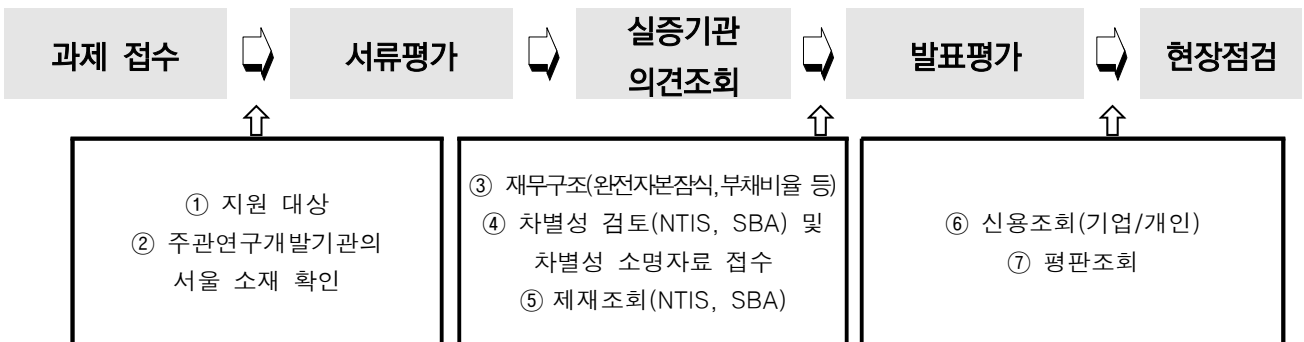 과제 접수
서류평가
실증기관
의견조회
발표평가
현장점검
① 지원 대상
② 주관연구개발기관의
서울 소재 확인
③ 재무구조(완전자본잠식,부채비율 등)
④ 차별성 검토(NTIS, SBA) 및
차별성 소명자료 접수
⑤ 제재조회(NTIS, SBA)
⑥ 신용조회(기업/개인)
⑦ 평판조회